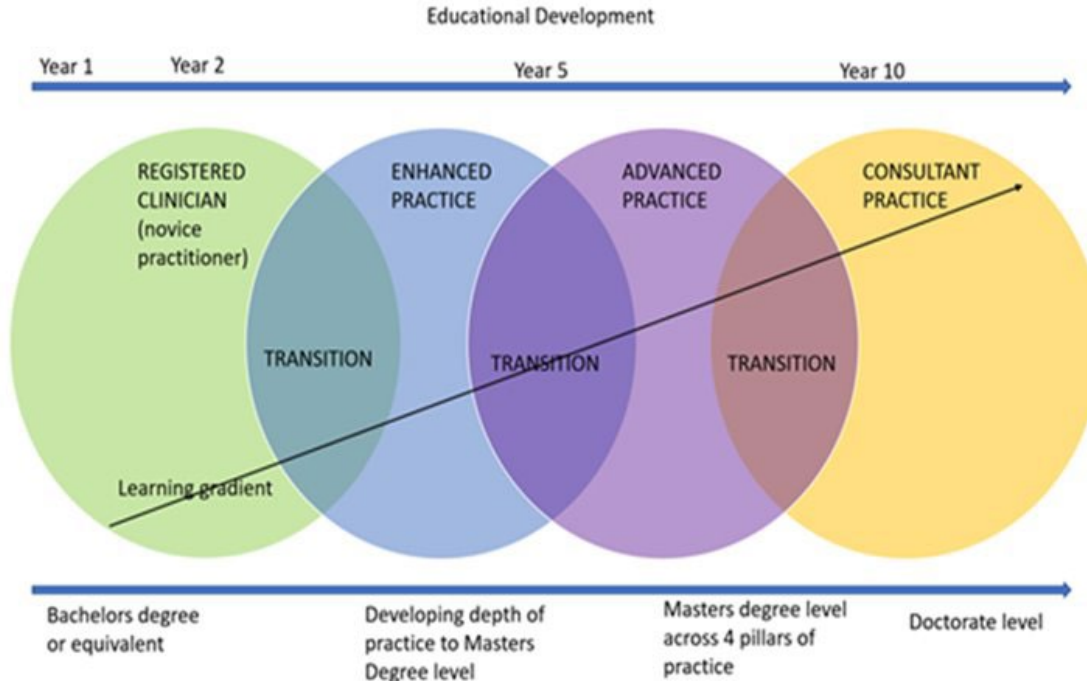 Educational Development
Year 1
Year 2
Year 5
Year 10
REGISTERED
CLINICIAN
(novice
practitioner)
ENHANCED
PRACTICE
ADVANCED
PRACTICE
CONSULTANT
PRACTICE
TRANSITION
TRANSITION
TRANSITION
Learning gradient
Bachelors degree
or equivalent
Developing depth of
practice to Masters
Degree level
Masters degree level
across 4 pillars of
practice
Doctorate level